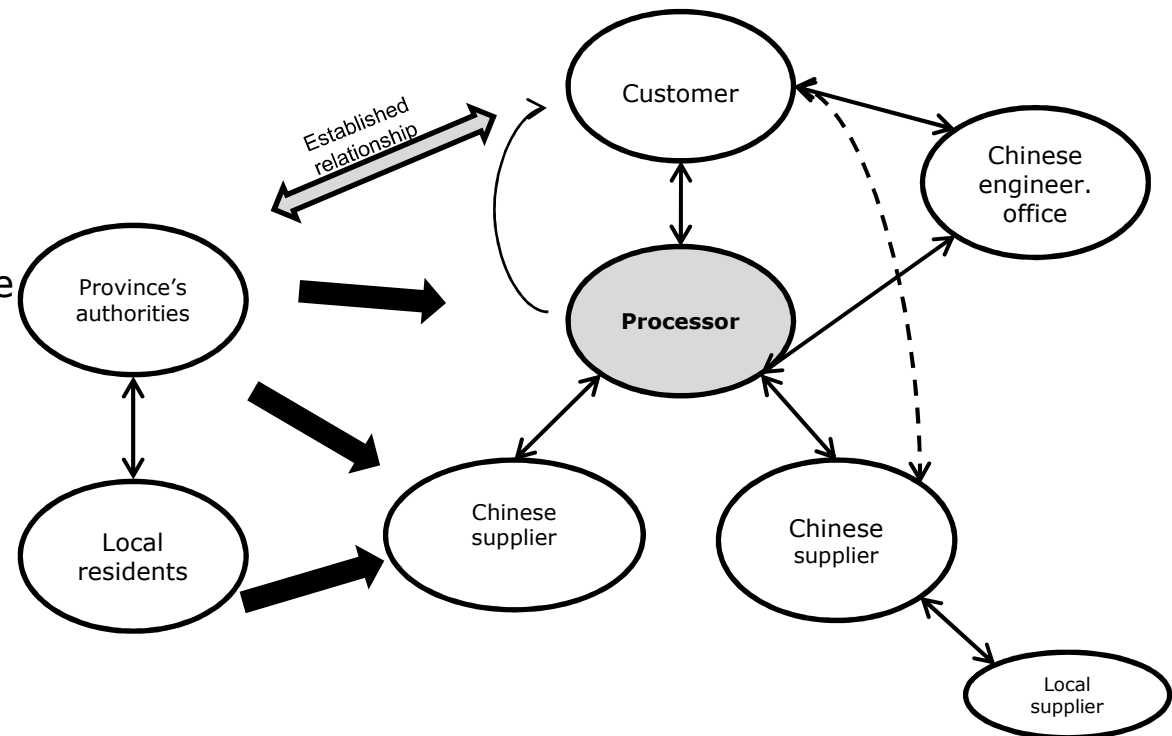 Customer
Established
relationship
Chinese
engineer.
office
e
Province’s
authorities
Processor
Chinese
supplier
Chinese
supplier
Local
residents
Local
supplier